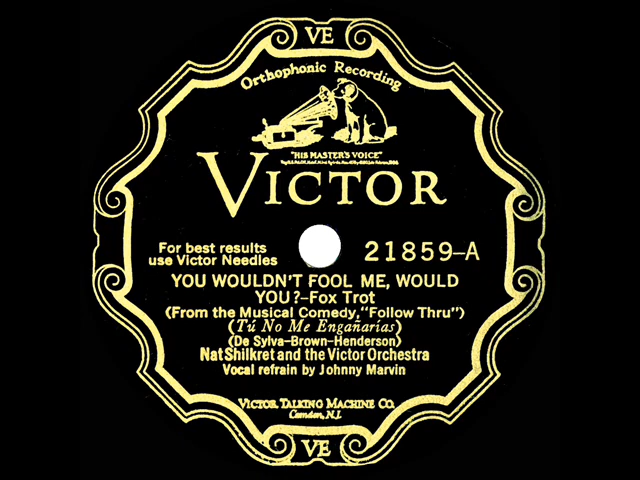 VE
Orthophonic Recording
"HIS MASTER'S VOICE"
VICTOR
For best results
use Victor Needles
21859-A
YOU WOULDN'T FOOL ME, WOULD
YOU?-Fox Trot
(From the Musical Comedy, "Follow Thru")
(Tú No Me Engañarías)
(De Sylva-Brown-Henderson)
Nat Shilkret and the Victor Orchestra
Vocal refrain by Johnny Marvin
VICTOR TALKING MACHINE CO.
Camden, N.J.
VE